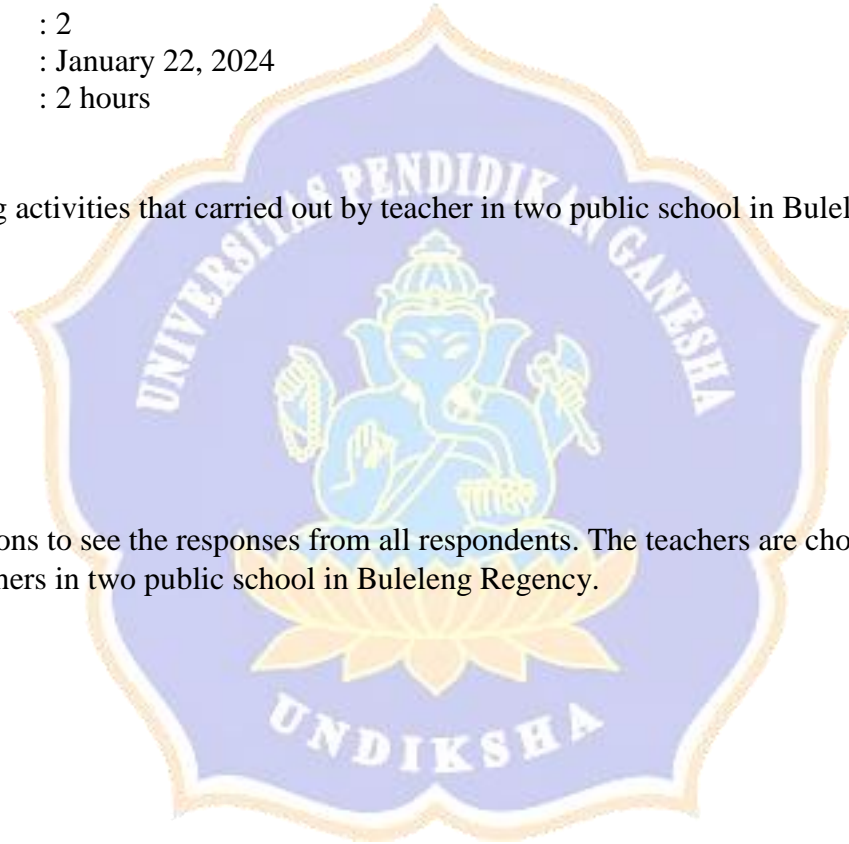 : 2
: January 22, 2024
: 2 hours
g activities that carried out by teacher in two public school in Bulel
UNIVERSITAS PENDIDIKAN GANESHA
ons to see the responses from all respondents. The teachers are cho
ners in two public school in Buleleng Regency.
UNDIKSHA